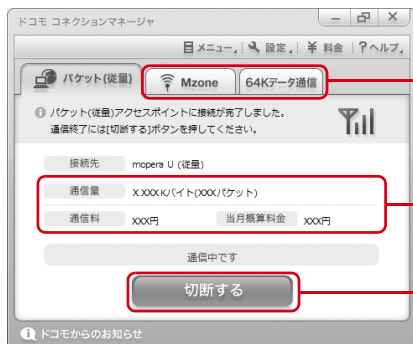 ドコモ コネクションマネージャ
メニュー 設定 ¥ 料金 ?ヘルプ
パケット(従量) Mzone 64Kデータ通信
パケット(従量)アクセスポイントに接続が完了しました。
通信終了には[切断する]ボタンを押してください。
接続先 mopera U (従量)
通信量 X.XXXKバイト(XXXパケット)
通信料 XXX円 当月概算料金 XXX円
通信中です
切断する
ドコモからのお知らせ